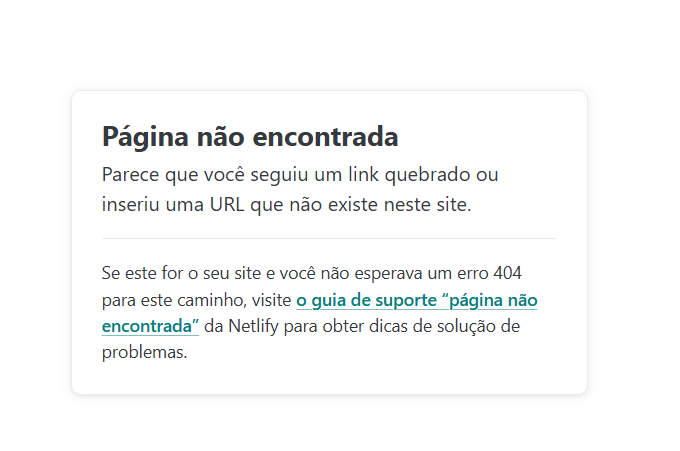 Página não encontrada
Parece que você seguiu um link quebrado ou
inseriu uma URL que não existe neste site.
Se este for o seu site e você não esperava um erro 404
para este caminho, visite o guia de suporte “página não
encontrada” da Netlify para obter dicas de solução de
problemas.